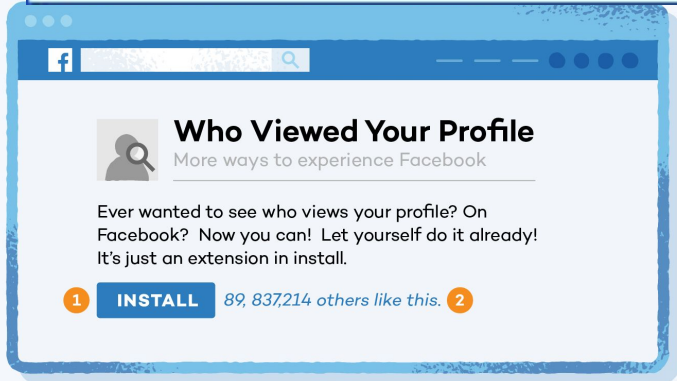 f
Who Viewed Your Profile
More ways to experience Facebook
Ever wanted to see who views your profile? On
Facebook?  Now you can!  Let yourself do it already!
It's just an extension in install.
1 INSTALL 89, 837,214 others like this. 2